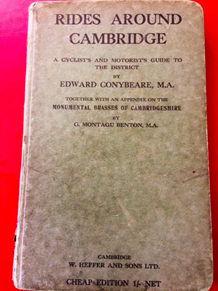 RIDES AROUND
CAMBRIDGE
A CYCLIST'S AND MOTORIST'S GUIDE TO
THE DISTRICT
BY
EDWARD CONYBEARE, M.A.
TOGETHER WITH AN APPENDIX ON THE
MONUMENTAL BRASSES OF CAMBRIDGESHIRE
BY
G. MONTAGU BENTON, M.A.
CAMBRIDGE
W. HEFFER AND SONS LTD.
CHEAP EDITION 1/- NET